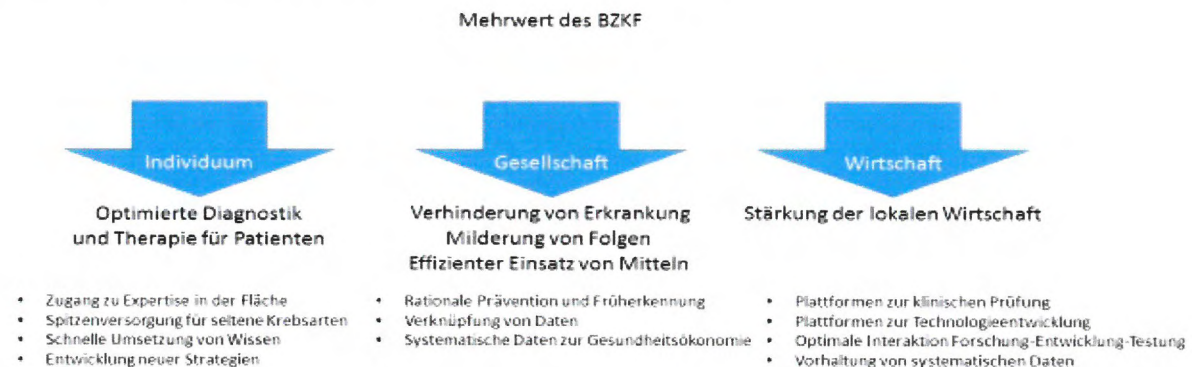 Mehrwert des BZKF
Individuum
Optimierte Diagnostik
und Therapie für Patienten
• Zugang zu Expertise in der Fläche
• Spitzenversorgung für seltene Krebsarten
• Schnelle Umsetzung von Wissen
• Entwicklung neuer Strategien
Gesellschaft
Verhinderung von Erkrankung
Milderung von Folgen
Effizienter Einsatz von Mitteln
• Rationale Prävention und Früherkennung
• Verknüpfung von Daten
• Systematische Daten zur Gesundheitsökonomie
Wirtschaft
Stärkung der lokalen Wirtschaft
• Plattformen zur klinischen Prüfung
• Plattformen zur Technologieentwicklung
• Optimale Interaktion Forschung-Entwicklung-Testung
• Vorhaltung von systematischen Daten